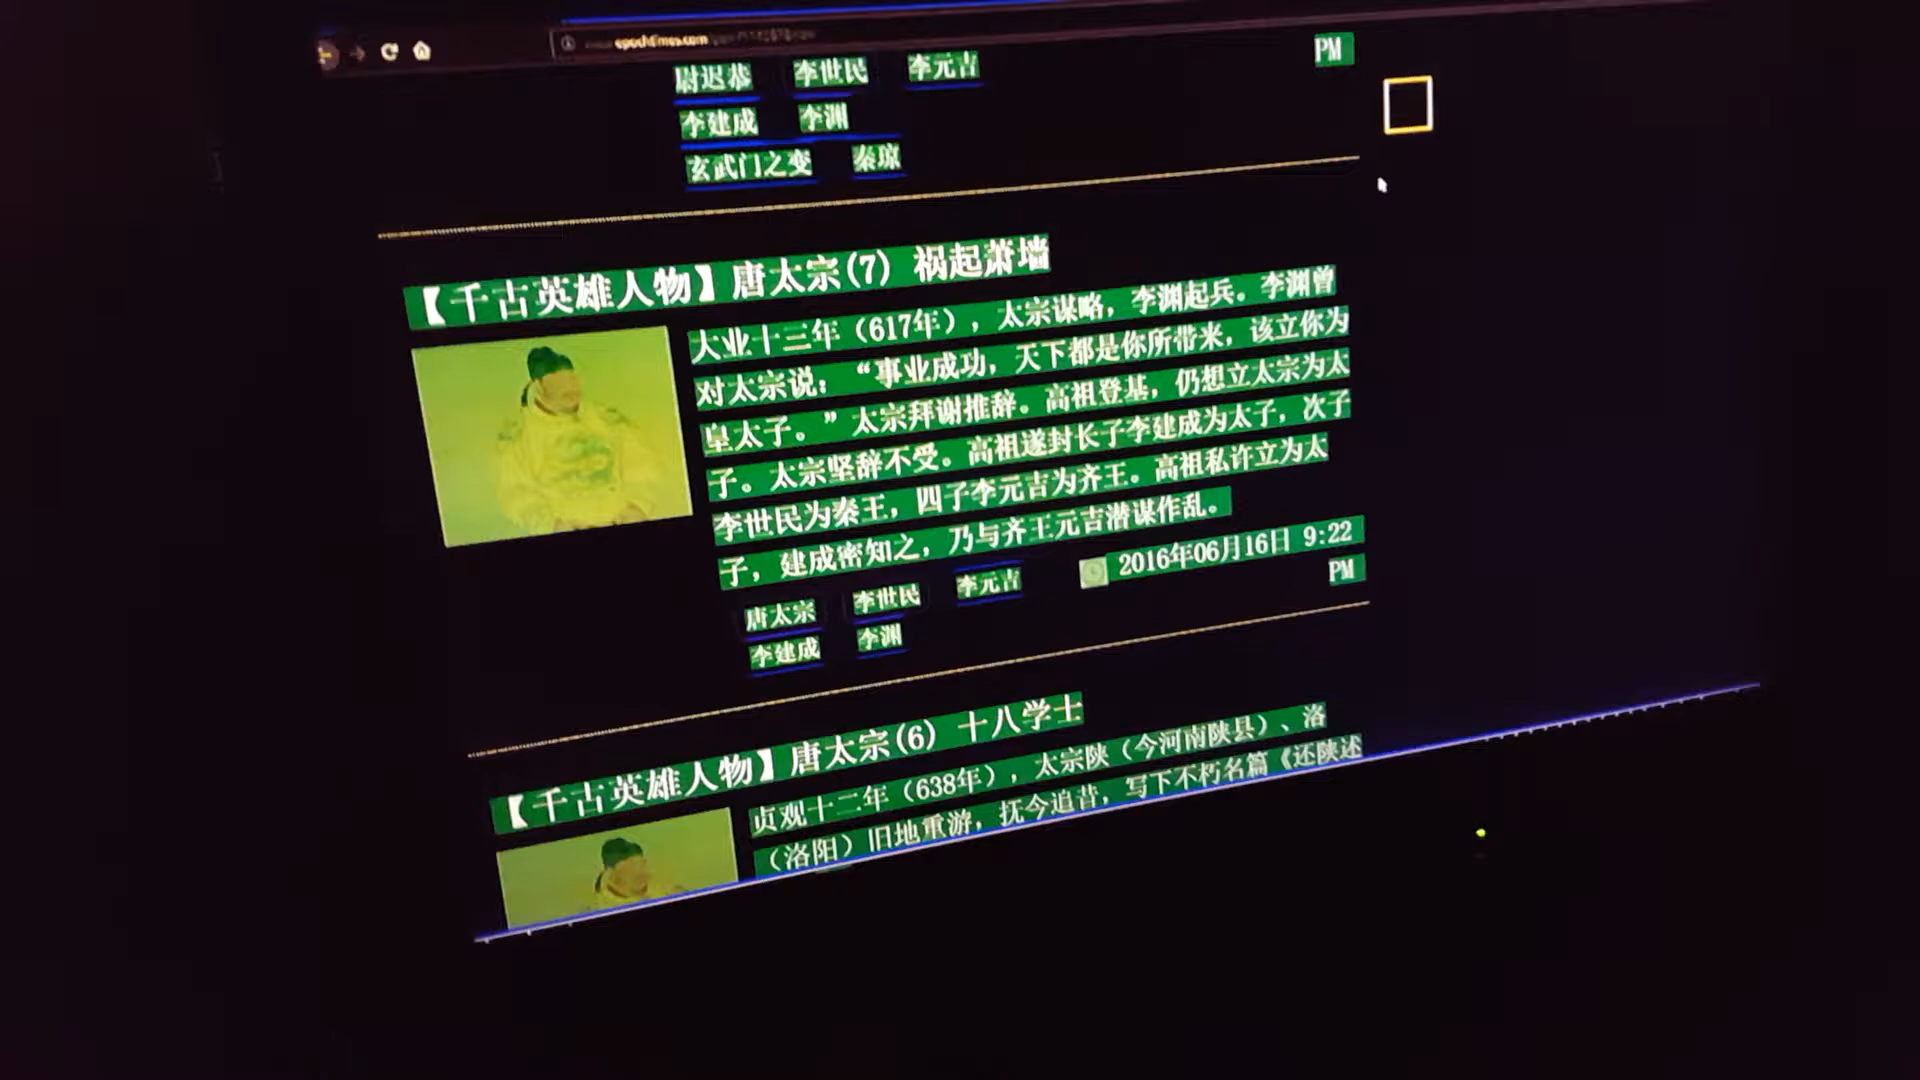 epochtimes.com
PM
尉迟恭 李世民 李元吉
李建成 李渊
玄武门之变 秦琼
【千古英雄人物】唐太宗(7) 祸起萧墙
大业十三年（617年），太宗谋略，李渊起兵。李渊曾
对太宗说：“事业成功，天下都是你所带来，该立你为
皇太子。”太宗拜谢推辞。高祖登基，仍想立太宗为太
子。太宗坚辞不受。高祖遂封长子李建成为太子，次子
李世民为秦王，四子李元吉为齐王。高祖私许立为太
子，建成密知之，乃与齐王元吉潜谋作乱。
2016年06月16日 9:22
PM
唐太宗 李世民 李元吉
李建成 李渊
【千古英雄人物】唐太宗(6) 十八学士
贞观十二年（638年），太宗陕（今河南陕县）、洛
（洛阳）旧地重游，抚今追昔，写下不朽名篇《还陕述